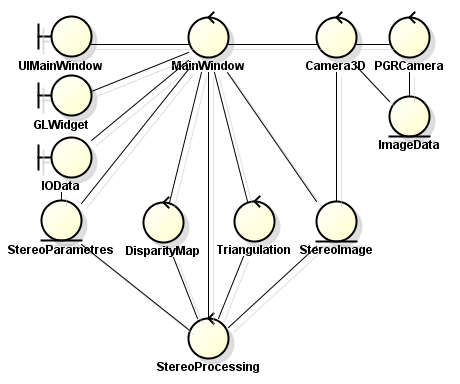 UIMainWindow MainWindow Camera3D PGRCamera
GLWidget
ImageData
IOData
StereoParametres DisparityMap Triangulation StereoImage
StereoProcessing